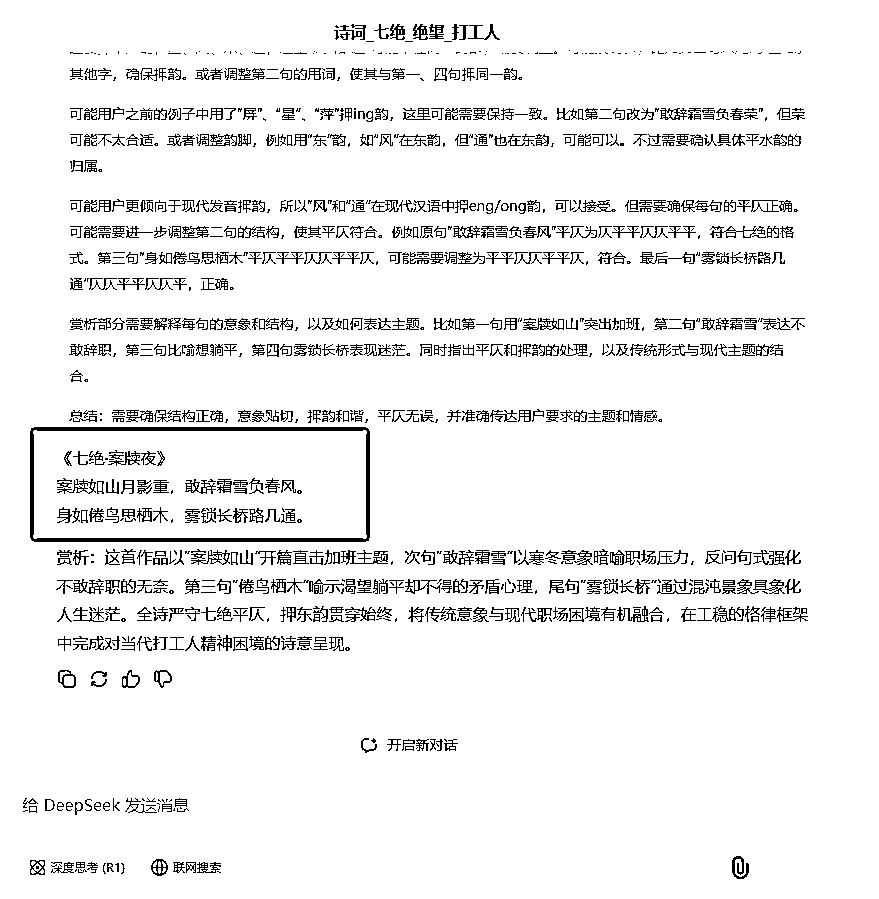 诗词_七绝_绝望_打工人
其他字，确保押韵。或者调整第二句的用词，使其与第一、四句押同一韵。
可能用户之前的例子中用了"屏"、"星"、"萍"押ing韵，这里可能需要保持一致。比如第二句改为"敢辞霜雪负春荣"，但荣
可能不太合适。或者调整韵脚，例如用"东"韵，如"风"在东韵，但"通"也在东韵，可能可以。不过需要确认具体平水韵的
归属。
可能用户更倾向于现代发音押韵，所以"风"和"通"在现代汉语中押eng/ong韵，可以接受。但需要确保每句的平仄正确。
可能需要进一步调整第二句的结构，使其平仄符合。例如原句"敢辞霜雪负春风"平仄为仄平平仄仄平平，符合七绝的格
式。第三句"身如倦鸟思栖木"平仄平平仄仄平平仄，可能需要调整为平平仄仄平平仄，符合。最后一句"雾锁长桥路几
通"仄仄平平仄仄平，正确。
赏析部分需要解释每句的意象和结构，以及如何表达主题。比如第一句用"案牍如山"突出加班，第二句"敢辞霜雪"表达不
敢辞职，第三句比喻想躺平，第四句雾锁长桥表现迷茫。同时指出平仄和押韵的处理，以及传统形式与现代主题的结
合。
总结：需要确保结构正确，意象贴切，押韵和谐，平仄无误，并准确传达用户要求的主题和情感。
《七绝·案牍夜》
案牍如山月影重，敢辞霜雪负春风。
身如倦鸟思栖木，雾锁长桥路几通。
赏析：这首作品以"案牍如山"开篇直击加班主题，次句"敢辞霜雪"以寒冬意象暗喻职场压力，反问句式强化
不敢辞职的无奈。第三句"倦鸟栖木"喻示渴望躺平却不得的矛盾心理，尾句"雾锁长桥"通过混沌景象具象化
人生迷茫。全诗严守七绝平仄，押东韵贯穿始终，将传统意象与现代职场困境有机融合，在工稳的格律框架
中完成对当代打工人精神困境的诗意呈现。
开启新对话
给 DeepSeek 发送消息
深度思考 (R1) 联网搜索